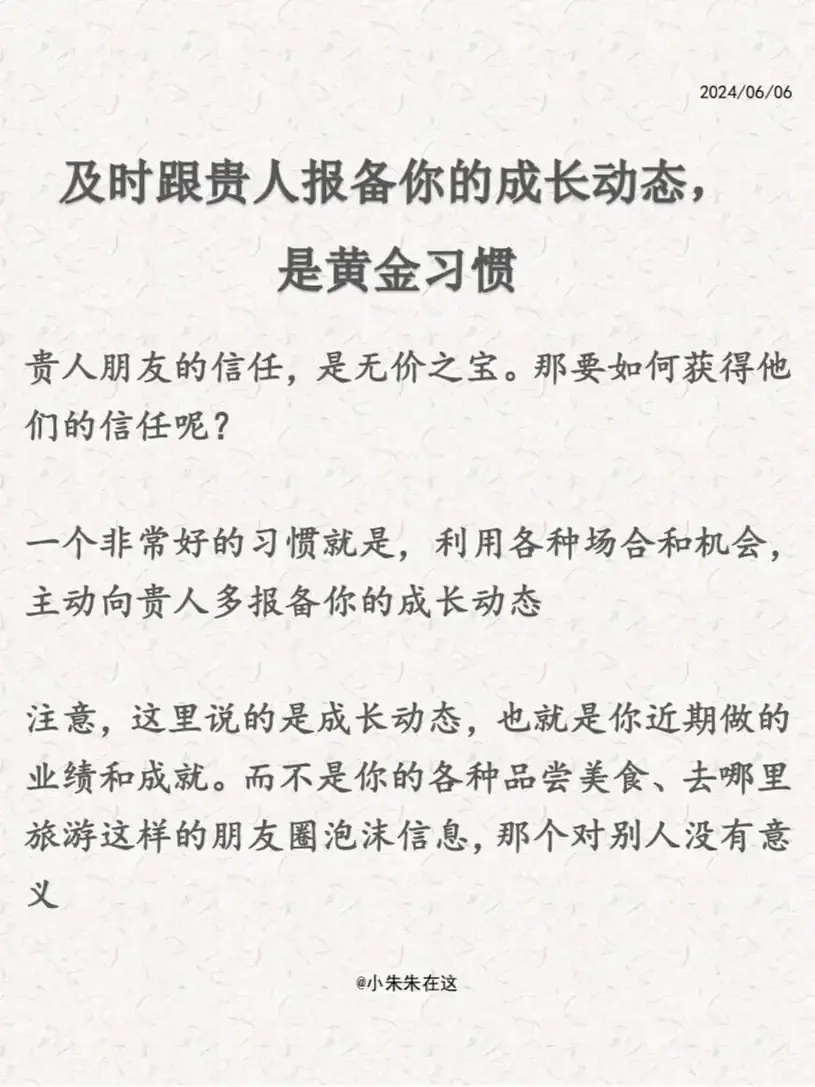 2024/06/06
及时跟贵人报备你的成长动态，
是黄金习惯
贵人朋友的信任，是无价之宝。那要如何获得他
们的信任呢？
一个非常好的习惯就是，利用各种场合和机会，
主动向贵人多报备你的成长动态
注意，这里说的是成长动态，也就是你近期做的
业绩和成就。而不是你的各种品尝美食、去哪里
旅游这样的朋友圈泡沫信息，那个对别人没有意
义
@小朱朱在这